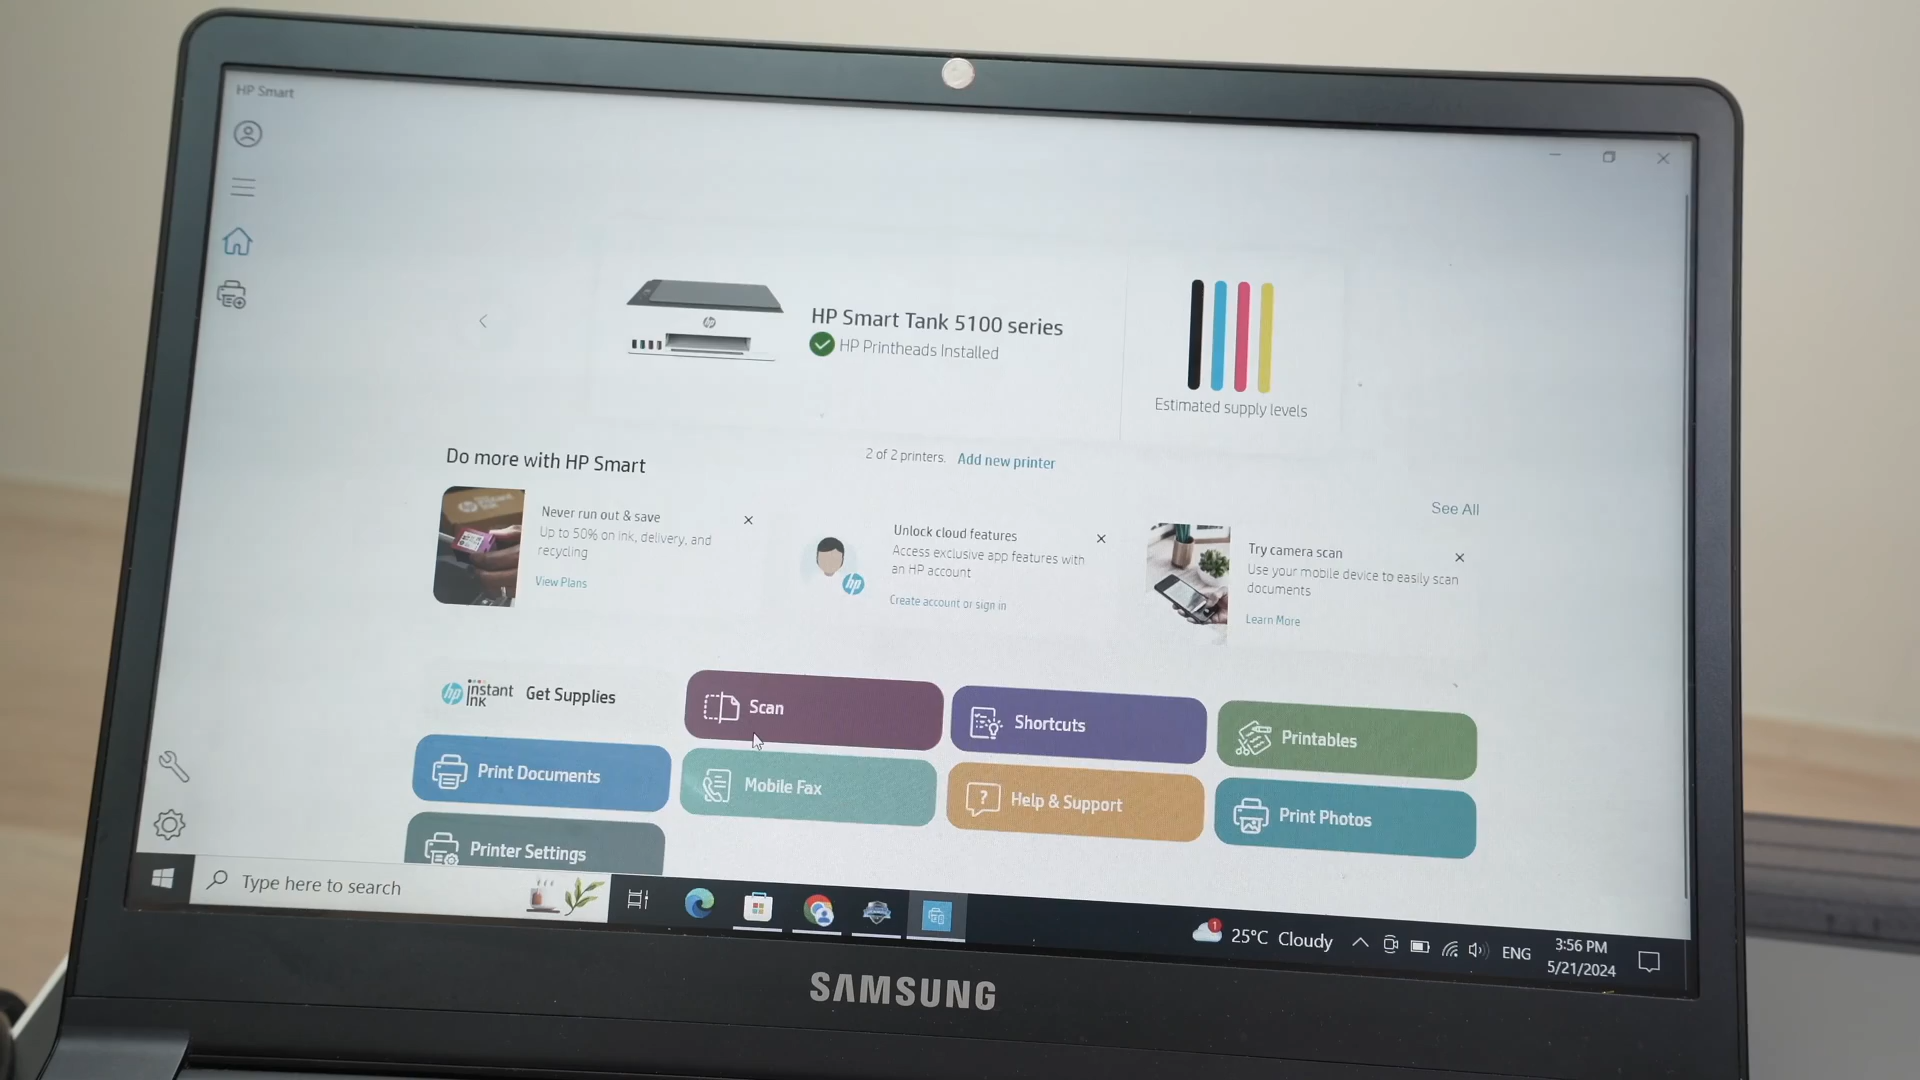 HP Smart
HP Smart Tank 5100 series
HP Printheads Installed
Estimated supply levels
2 of 2 printers. Add new printer
Do more with HP Smart
See All
Never run out & save
Up to 50% on ink, delivery, and
recycling
View Plans
Unlock cloud features
Access exclusive app features with
an HP account
Create account or sign in
Try camera scan
Use your mobile device to easily scan
documents
Learn More
hp instant ink Get Supplies
Scan
Shortcuts
Printables
Print Documents
Mobile Fax
Help & Support
Print Photos
Printer Settings
Type here to search
1
25°C Cloudy
ENG
3:56 PM
5/21/2024
SAMSUNG